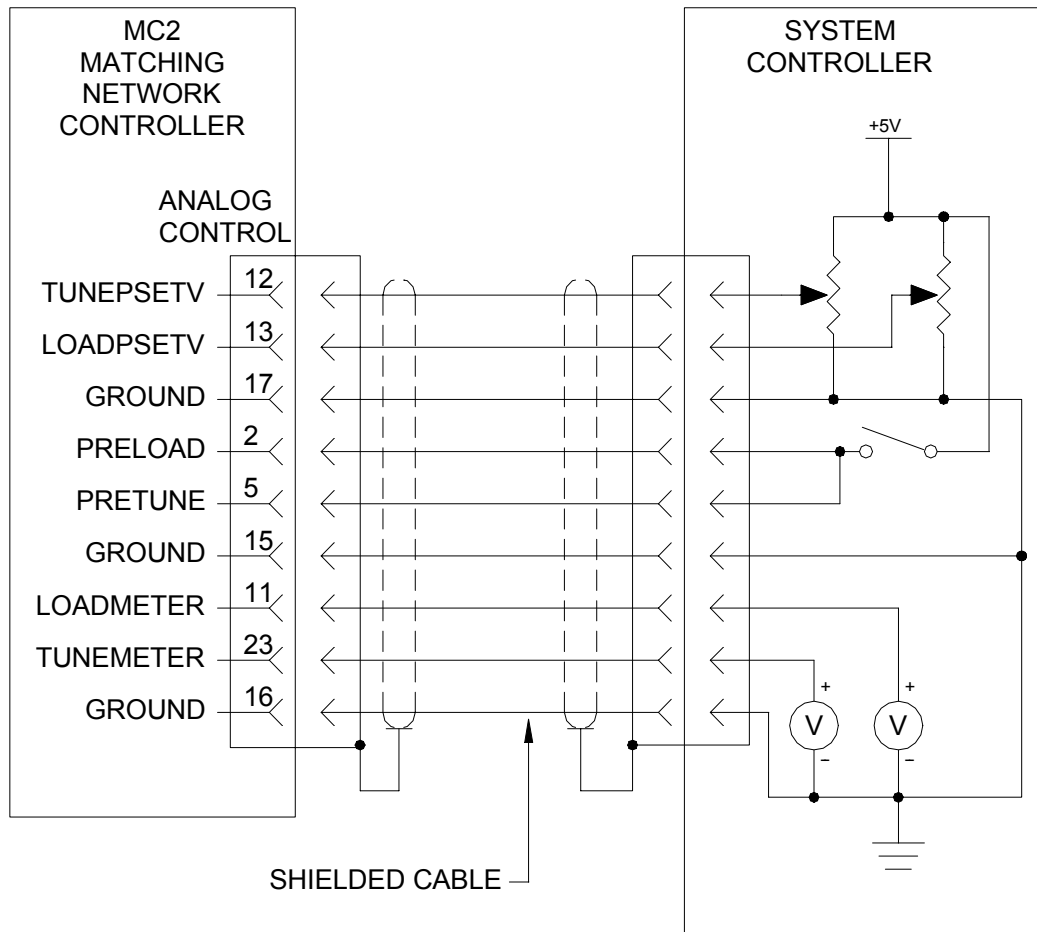 MC2
MATCHING
NETWORK
CONTROLLER
SYSTEM
CONTROLLER
+5V
ANALOG
CONTROL
TUNEPSETV 12
LOADPSETV 13
GROUND 17
PRELOAD 2
PRETUNE 5
GROUND 15
LOADMETER 11
TUNEMETER 23
GROUND 16
+ +
V V
− −
SHIELDED CABLE